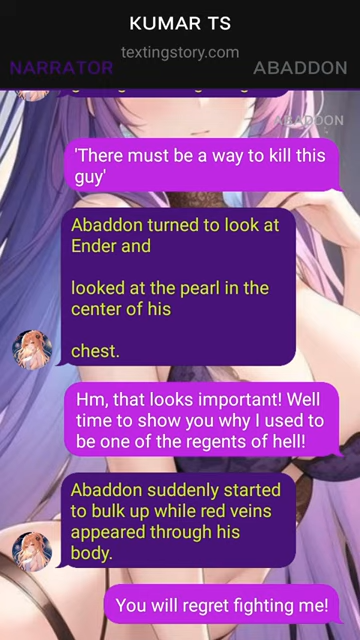 KUMAR TS
textingstory.com
NARRATOR
ABADDON
ABADDON
'There must be a way to kill this
guy'
Abaddon turned to look at
Ender and
looked at the pearl in the
center of his
chest.
Hm, that looks important! Well
time to show you why I used to
be one of the regents of hell!
Abaddon suddenly started
to bulk up while red veins
appeared through his
body.
You will regret fighting me!